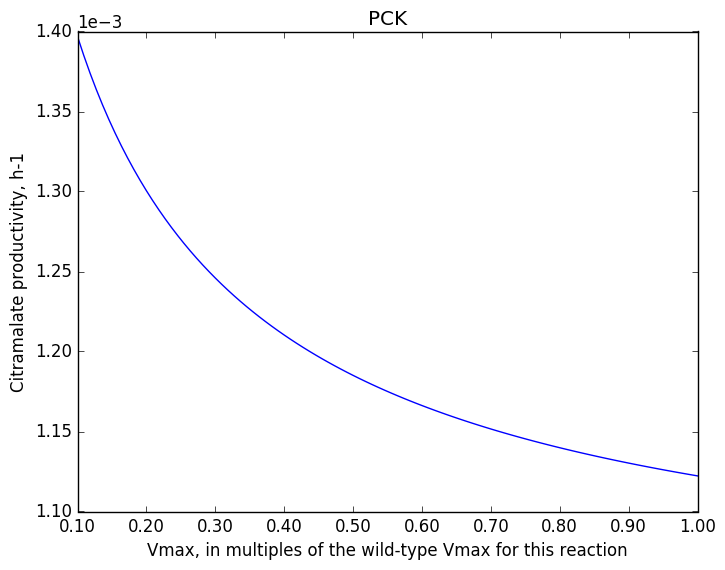 PCK
1e−3
1.40
1.35
1.30
1.25
1.20
1.15
1.10
Citramalate productivity, h-1
0.10 0.20 0.30 0.40 0.50 0.60 0.70 0.80 0.90 1.00
Vmax, in multiples of the wild-type Vmax for this reaction